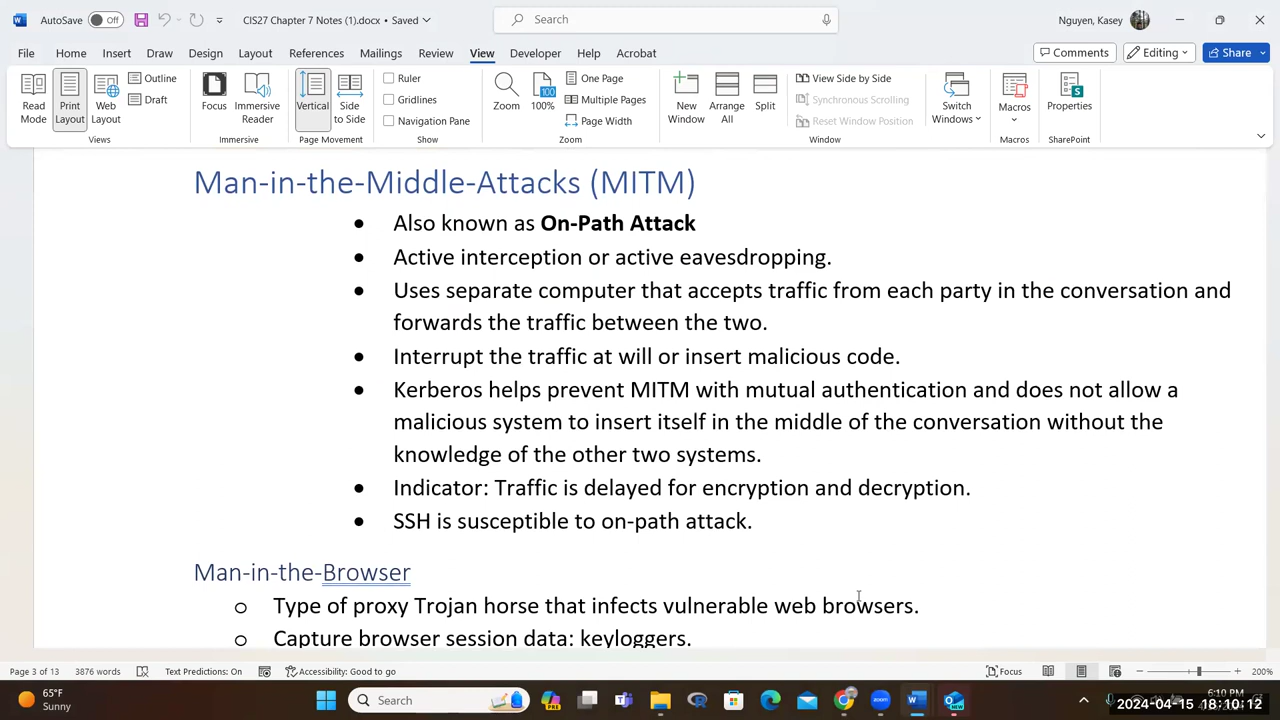 AutoSave Off CIS27 Chapter 7 Notes (1).docx • Saved Search Nguyen, Kasey
File Home Insert Draw Design Layout References Mailings Review View Developer Help Acrobat Comments Editing Share
Read Mode Print Layout Web Layout Outline Draft Focus Immersive Reader Vertical Side to Side Ruler Gridlines Navigation Pane Zoom 100% One Page Multiple Pages Page Width New Window Arrange All Split View Side by Side Synchronous Scrolling Reset Window Position Switch Windows Macros Properties
Views Immersive Page Movement Show Zoom Window Macros SharePoint
Man-in-the-Middle-Attacks (MITM)
• Also known as On-Path Attack
• Active interception or active eavesdropping.
• Uses separate computer that accepts traffic from each party in the conversation and
forwards the traffic between the two.
• Interrupt the traffic at will or insert malicious code.
• Kerberos helps prevent MITM with mutual authentication and does not allow a
malicious system to insert itself in the middle of the conversation without the
knowledge of the other two systems.
• Indicator: Traffic is delayed for encryption and decryption.
• SSH is susceptible to on-path attack.
Man-in-the-Browser
o Type of proxy Trojan horse that infects vulnerable web browsers.
o Capture browser session data: keyloggers.
Page 3 of 13 3876 words Text Predictions: On Accessibility: Good to go Focus 200%
65°F Search 6:10 PM
Sunny 2024-04-15 18:10:12